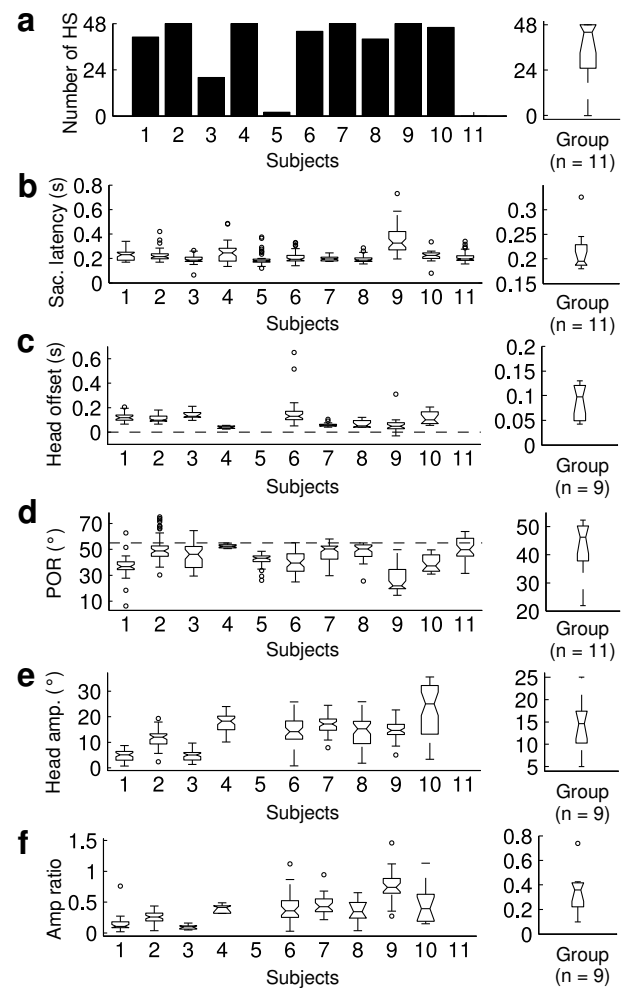 a
Number of HS
48
24
0
1 2 3 4 5 6 7 8 9 10 11
Subjects
48
24
0
Group
(n = 11)
b
Sac. latency (s)
0.8
0.6
0.4
0.2
0
1 2 3 4 5 6 7 8 9 10 11
Subjects
0.3
0.25
0.2
0.15
Group
(n = 11)
c
Head offset (s)
0.6
0.4
0.2
0
1 2 3 4 5 6 7 8 9 10 11
Subjects
0.2
0.15
0.1
0.05
0
Group
(n = 9)
d
POR (°)
70
50
30
10
1 2 3 4 5 6 7 8 9 10 11
Subjects
50
40
30
20
Group
(n = 11)
e
Head amp. (°)
30
20
10
0
1 2 3 4 5 6 7 8 9 10 11
Subjects
25
20
15
10
5
Group
(n = 9)
f
Amp ratio
1.5
1
0.5
0
1 2 3 4 5 6 7 8 9 10 11
Subjects
0.8
0.6
0.4
0.2
0
Group
(n = 9)